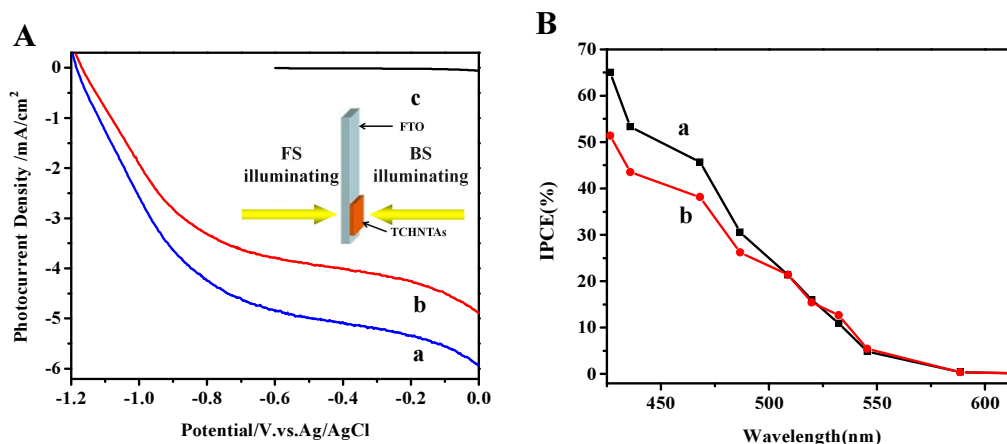 A
Photocurrent Density /mA/cm²
0
-1
-2
-3
-4
-5
-6
c
FTO
FS
illuminating
BS
illuminating
TCHNTAs
b
a
-1.2 -1.0 -0.8 -0.6 -0.4 -0.2 0.0
Potential/V.vs.Ag/AgCl
B
IPCE(%)
70
60
50
40
30
20
10
0
a
b
450 500 550 600
Wavelength(nm)